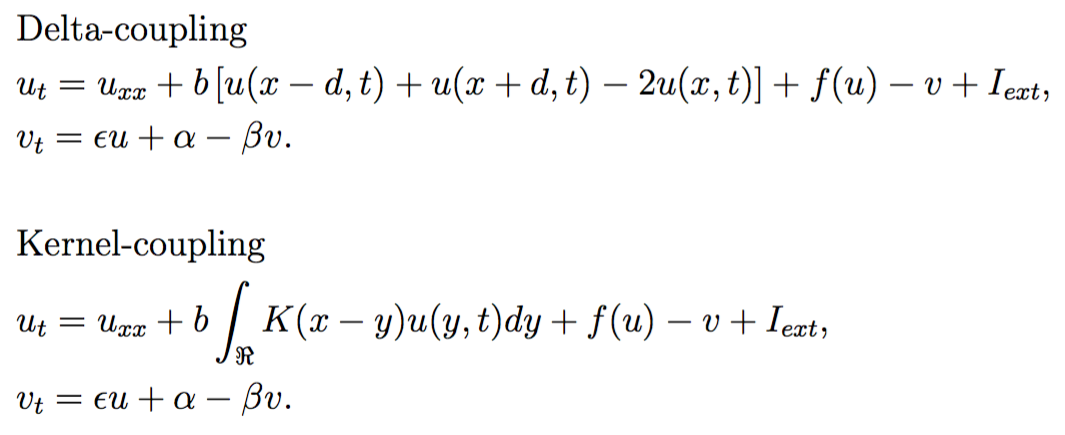 Delta-coupling
u_t = u_{xx} + b [u(x − d, t) + u(x + d, t) − 2u(x, t)] + f(u) − v + I_{ext},
v_t = ϵu + α − βv.
Kernel-coupling
u_t = u_{xx} + b ∫_ℜ K(x − y)u(y, t)dy + f(u) − v + I_{ext},
v_t = ϵu + α − βv.